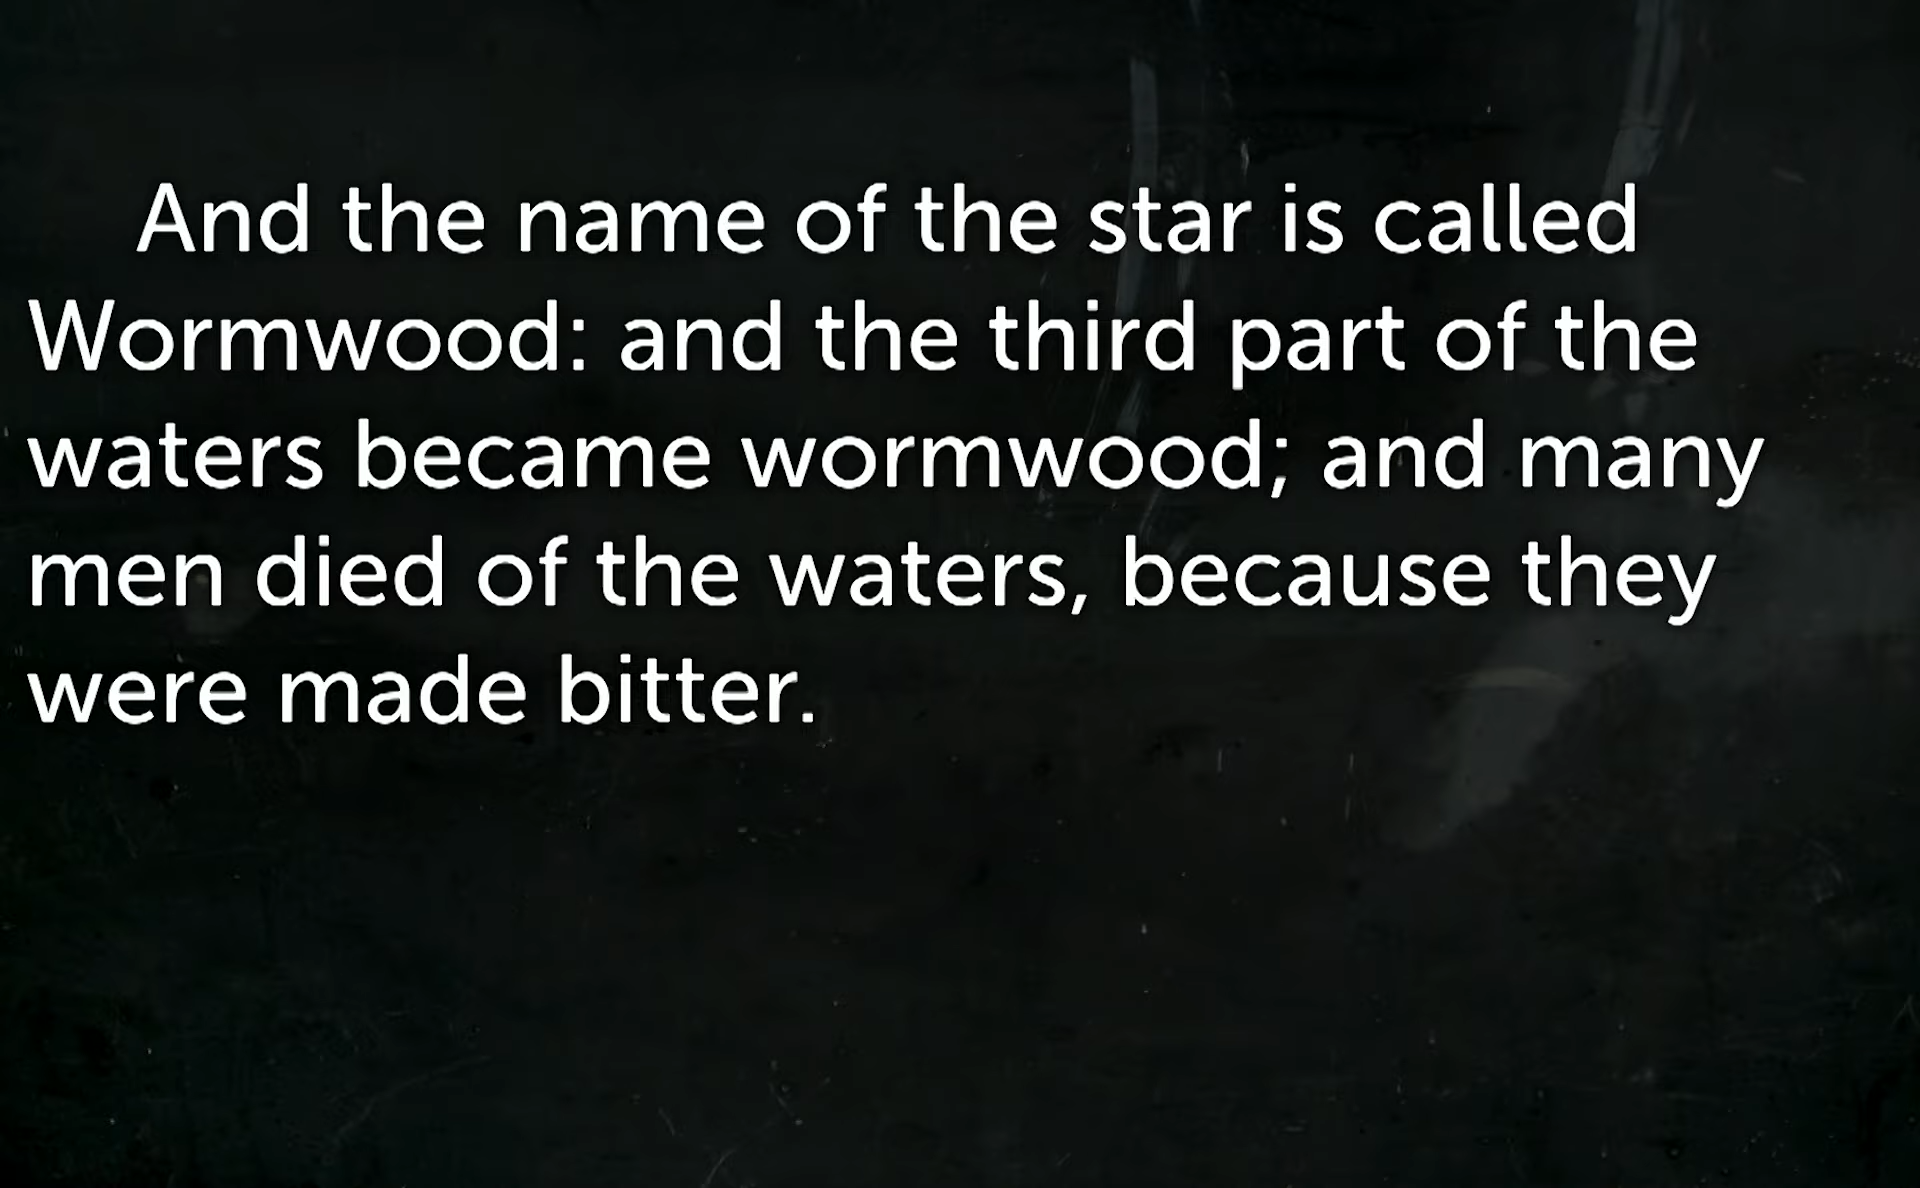 And the name of the star is called
Wormwood: and the third part of the
waters became wormwood; and many
men died of the waters, because they
were made bitter.